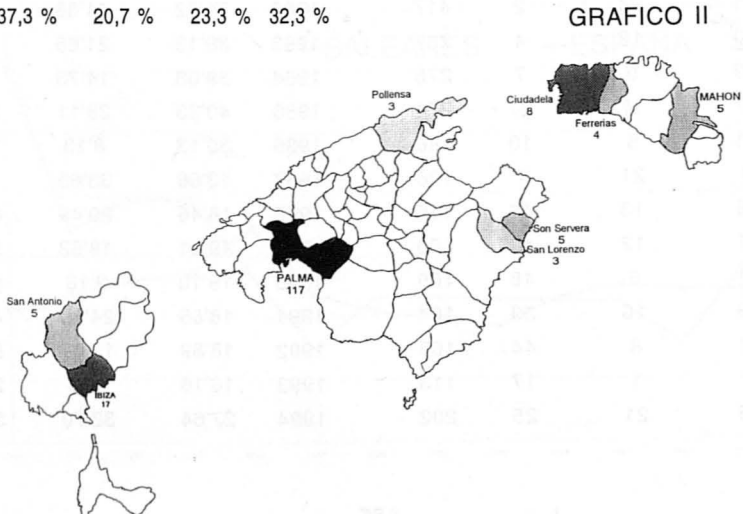 37,3 % 20,7 % 23,3 % 32,3 %
GRAFICO II
Pollensa
3
Ciudadela
8
Ferrerias
4
MAHON
5
Son Servera
5
San Lorenzo
3
PALMA
117
San Antonio
5
IBIZA
17